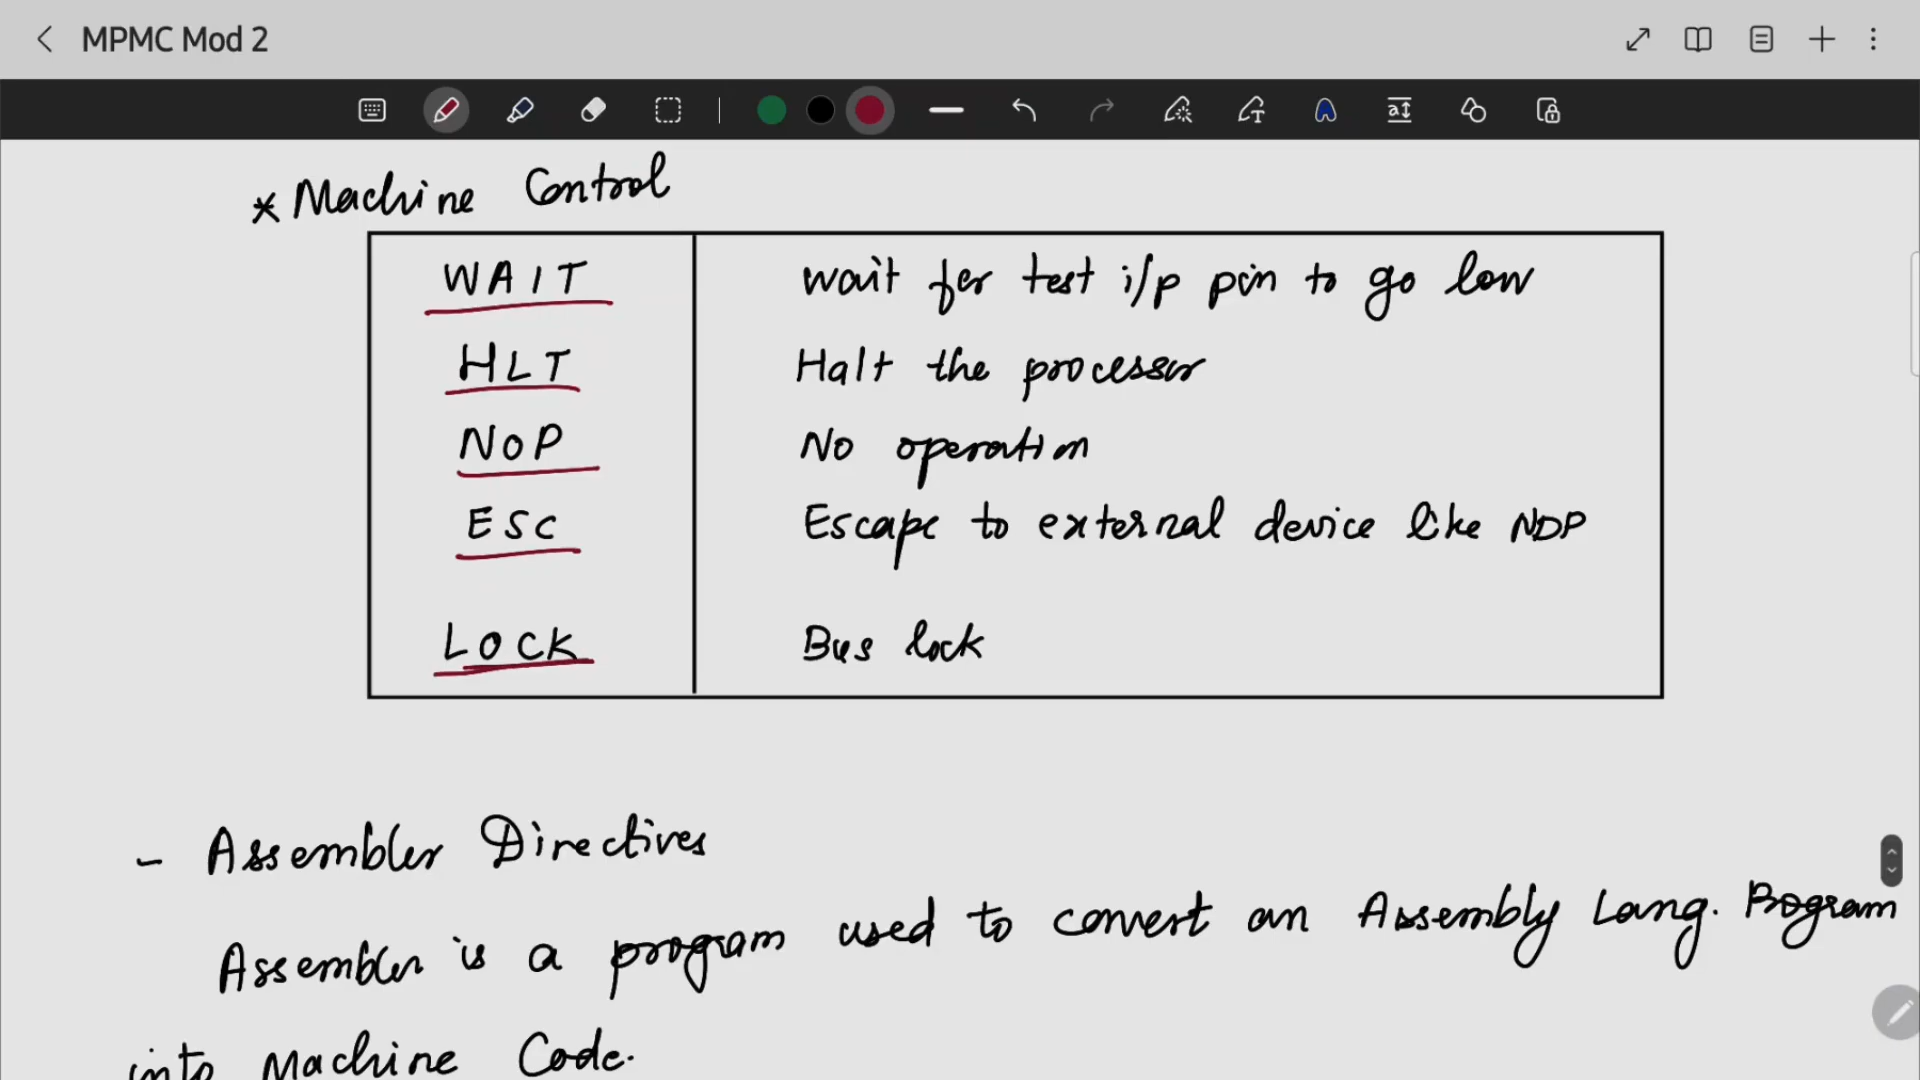 MPMC Mod 2
* Machine Control
WAIT wait for test i/p pin to go low
HLT Halt the processor
NOP No operation
ESC Escape to external device like NDP
LOCK Bus lock
- Assembler Directives
Assembler is a program used to convert an Assembly Lang. Program
into Machine Code.